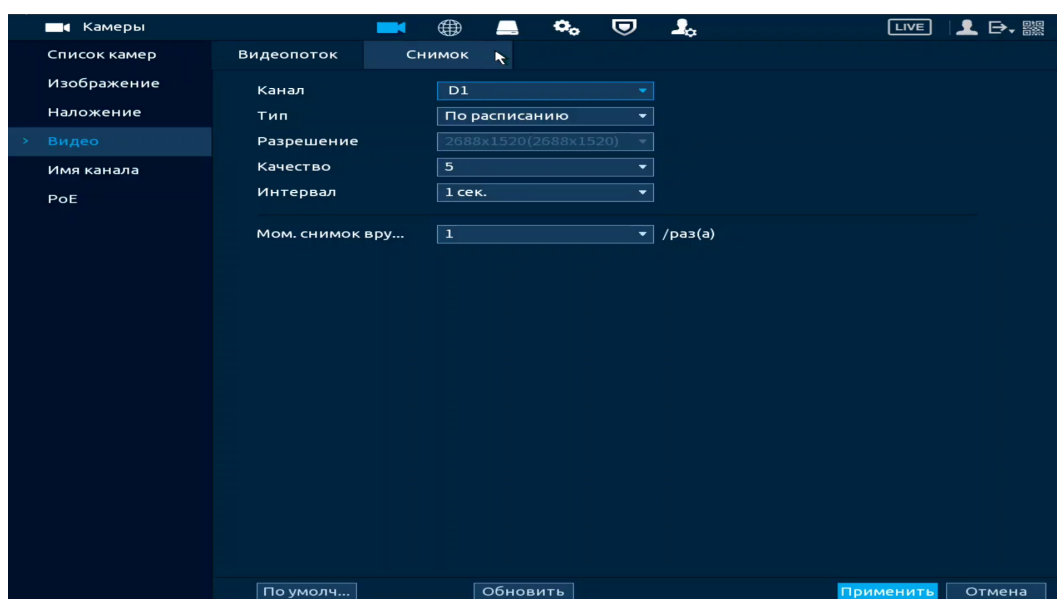 Камеры LIVE
Список камер Видеопоток Снимок
Изображение
Канал D1
Наложение
Тип По расписанию
> Видео
Разрешение 2688x1520(2688x1520)
Имя канала
Качество 5
PoE
Интервал 1 сек.
Мом. снимок вру... 1 /раз(а)
По умолч... Обновить Применить Отмена